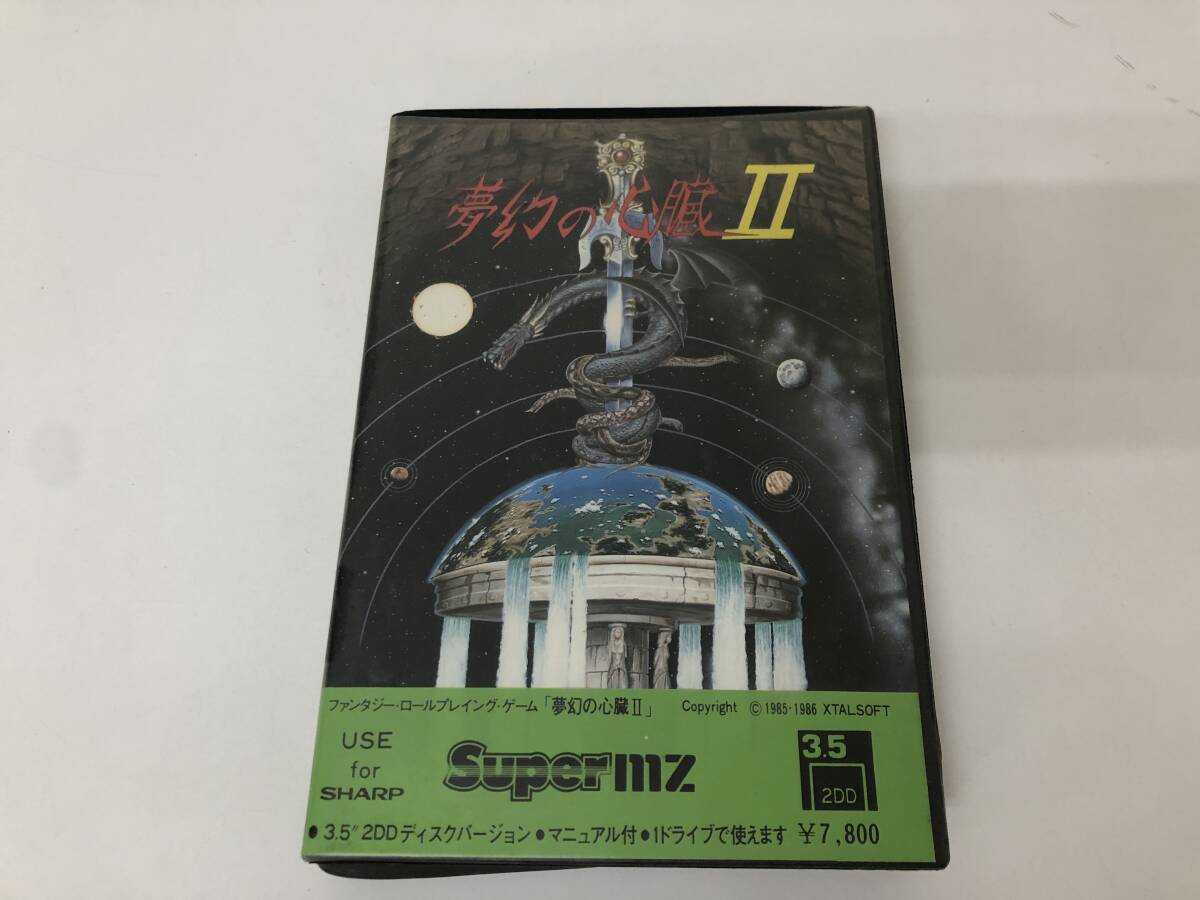 夢幻の心臓II
ファンタジー・ロールプレイング・ゲーム「夢幻の心臓II」 Copyright © 1985・1986 XTALSOFT
USE
for
SHARP
Super mz
3.5
2DD
●3.5″2DDディスクバージョン●マニュアル付●1ドライブで使えます ¥7,800